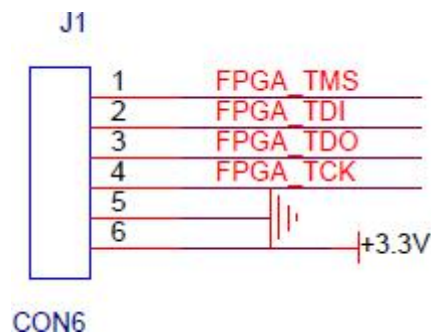 J1
1 FPGA_TMS
2 FPGA_TDI
3 FPGA_TDO
4 FPGA_TCK
5
6 +3.3V
CON6